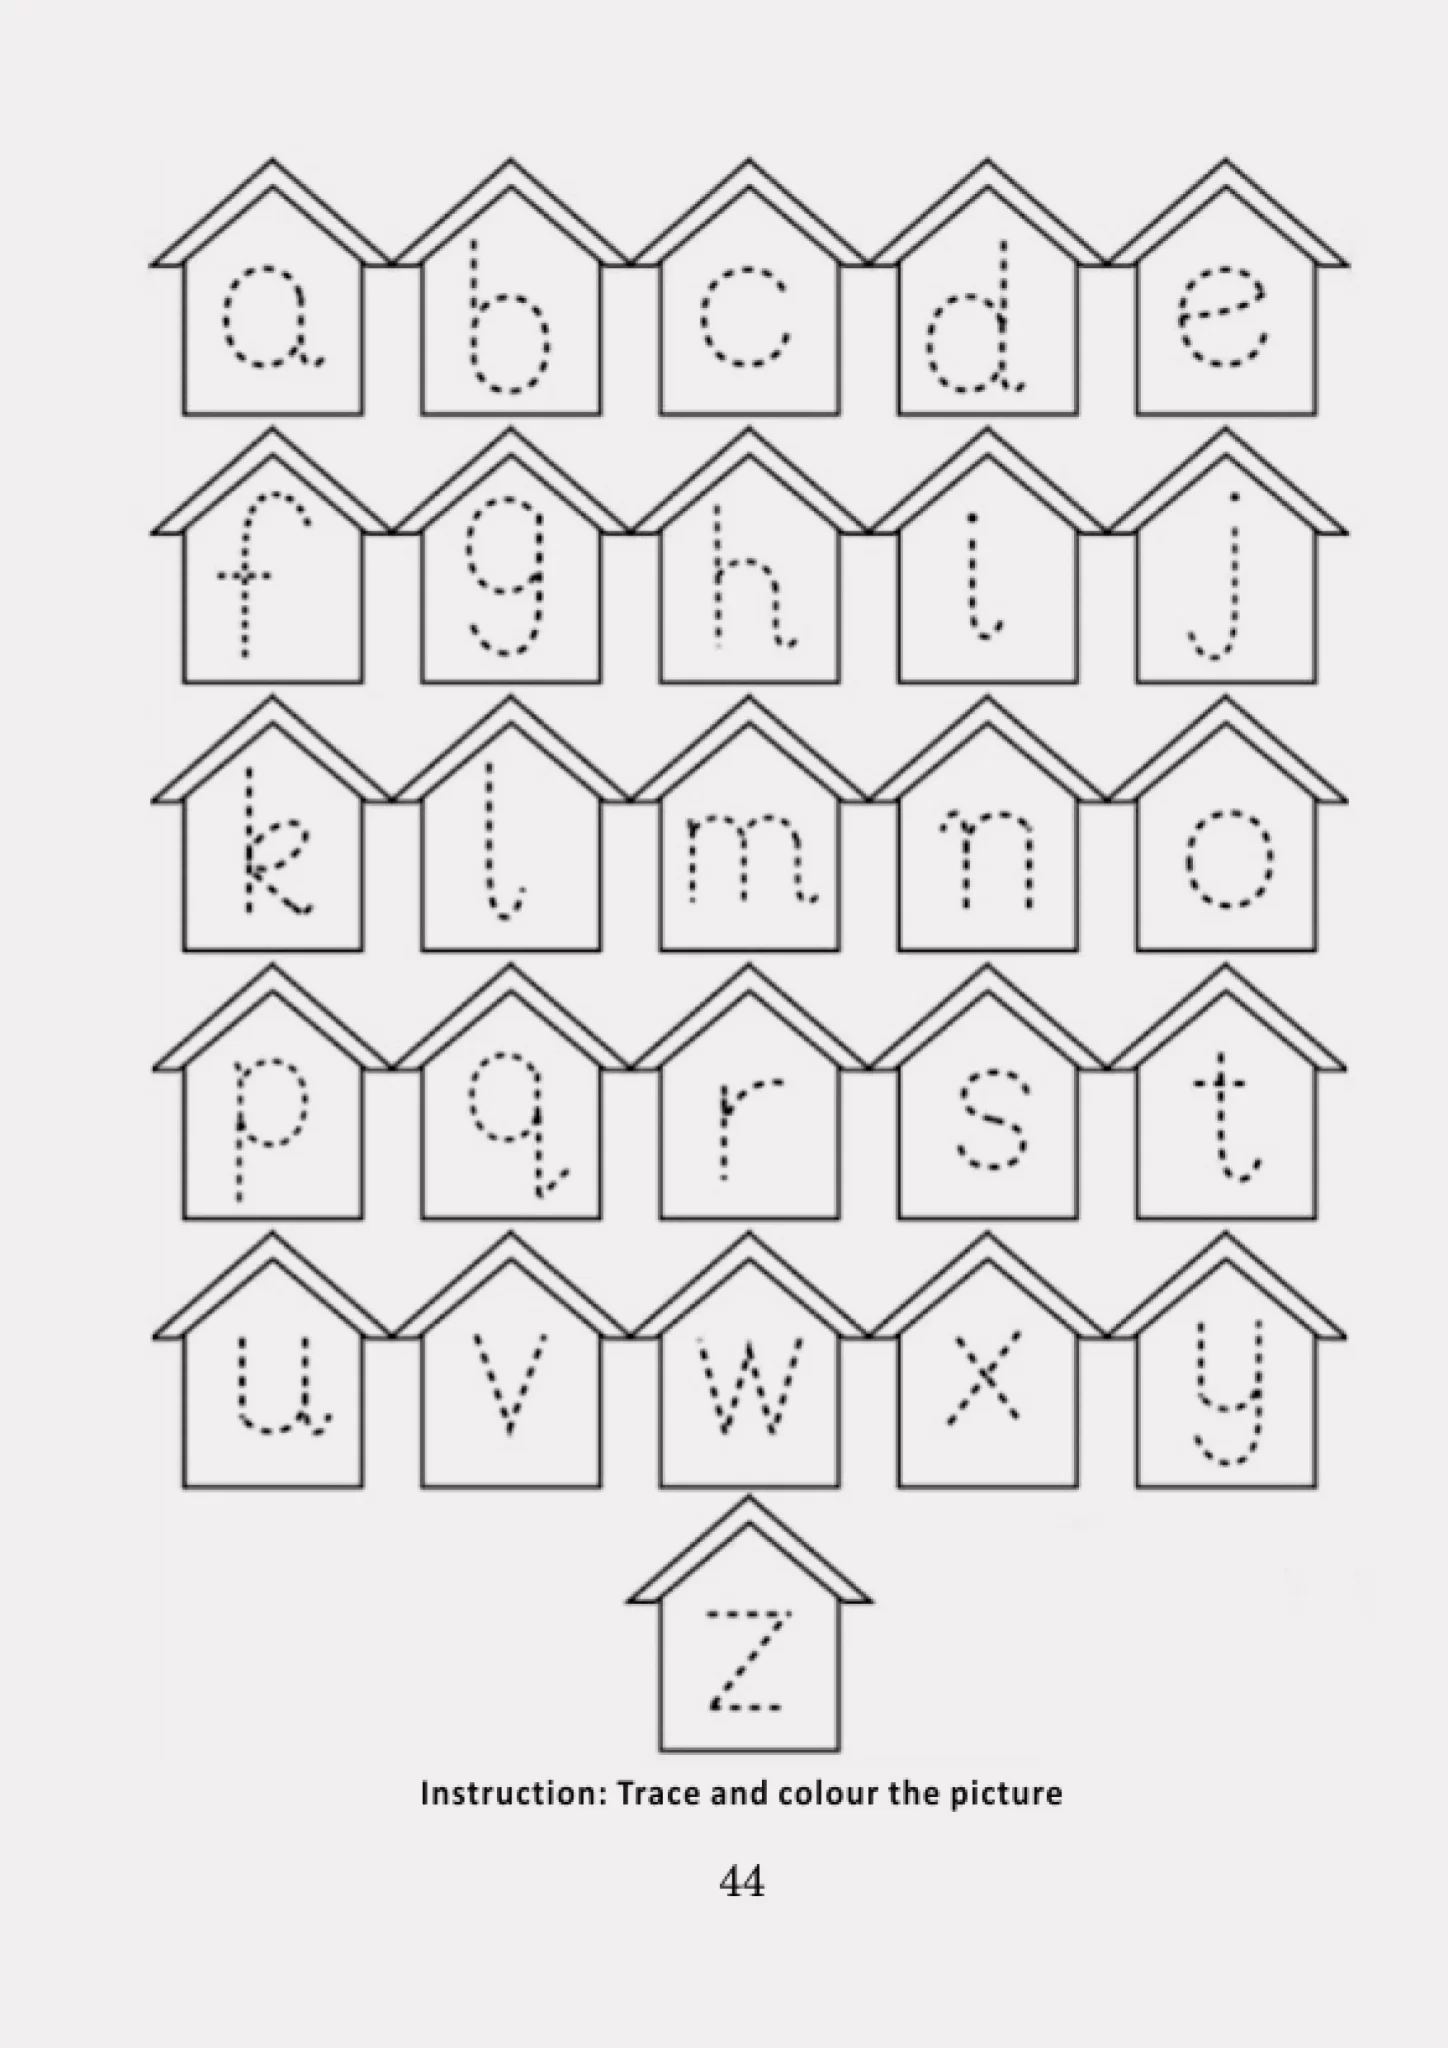 a b c d e
f g h i j
k l m n o
p q r s t
u v w x y
z
Instruction: Trace and colour the picture
44